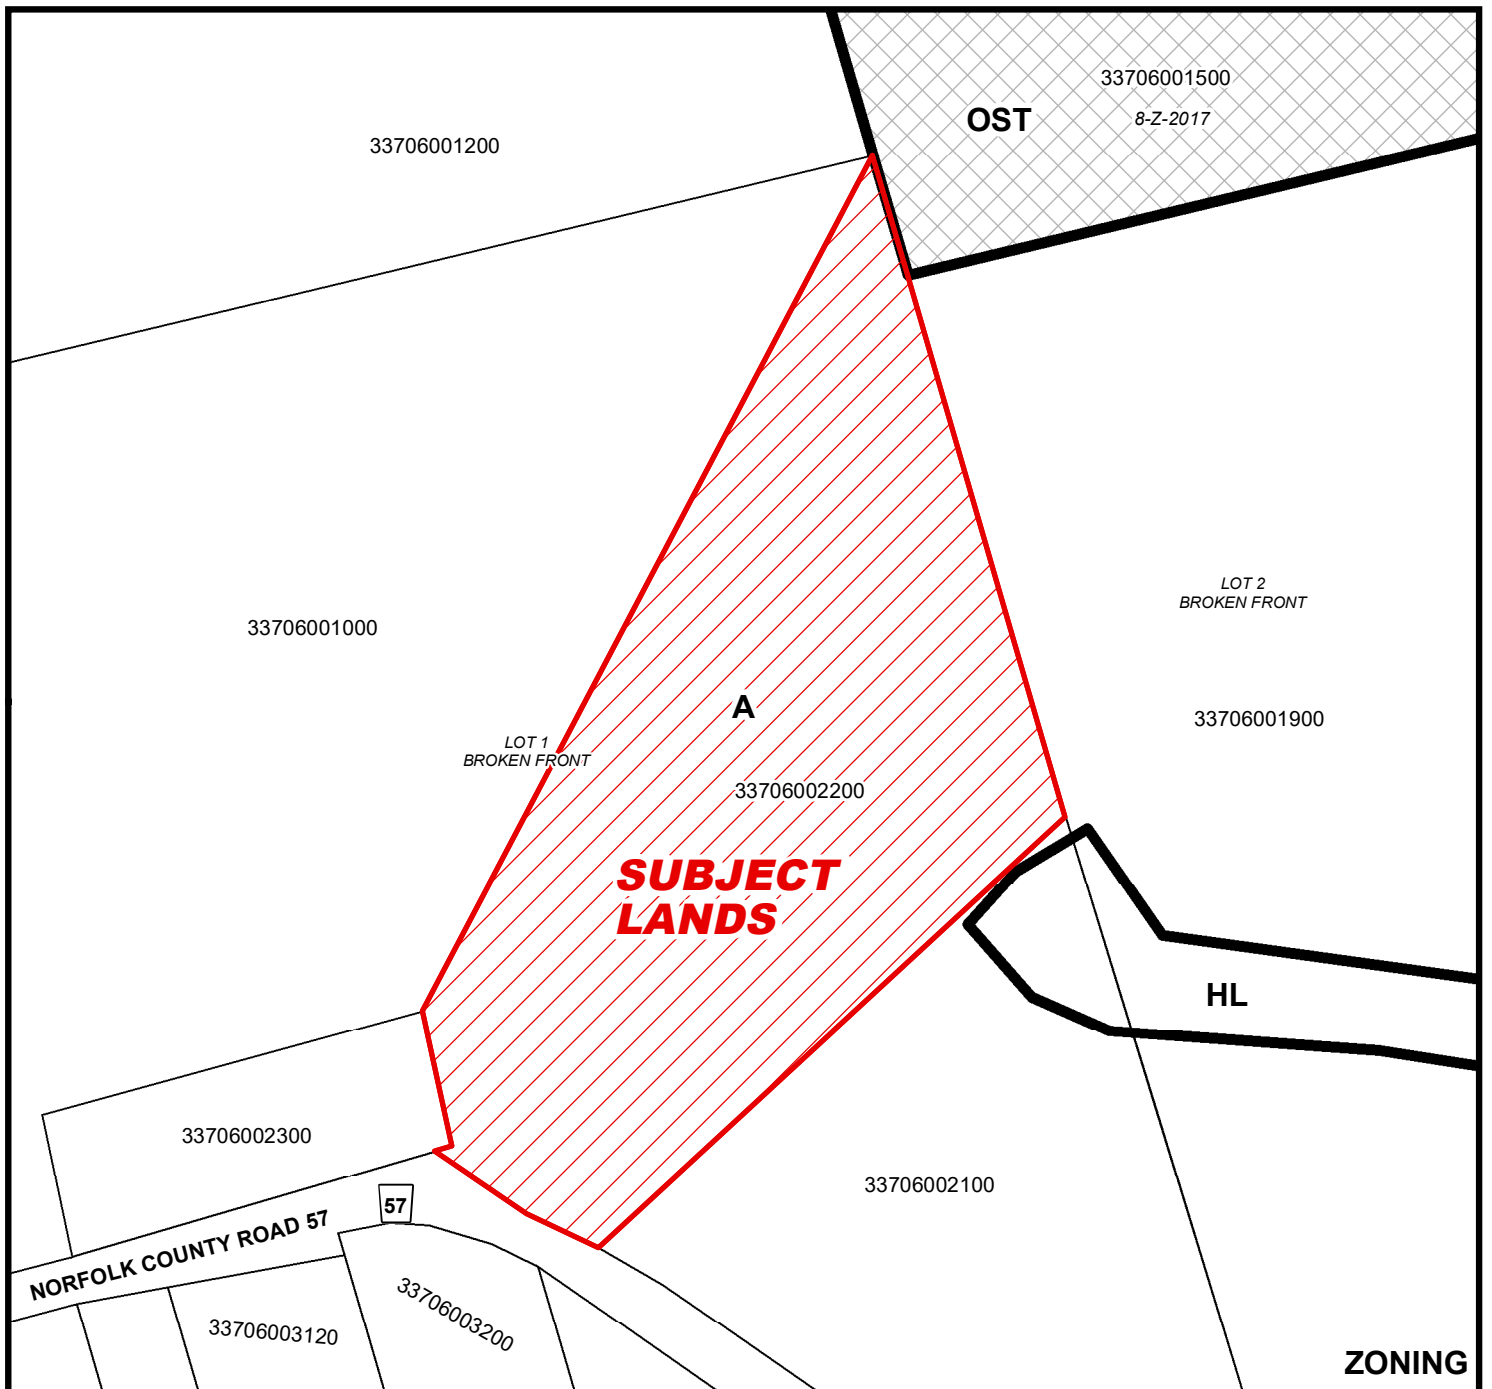 33706001500
OST
8-Z-2017
33706001200
LOT 2
BROKEN FRONT
33706001000
A
33706001900
LOT 1
BROKEN FRONT
33706002200
SUBJECT
LANDS
HL
33706002300
33706002100
57
NORFOLK COUNTY ROAD 57
33706003200
33706003120
ZONING